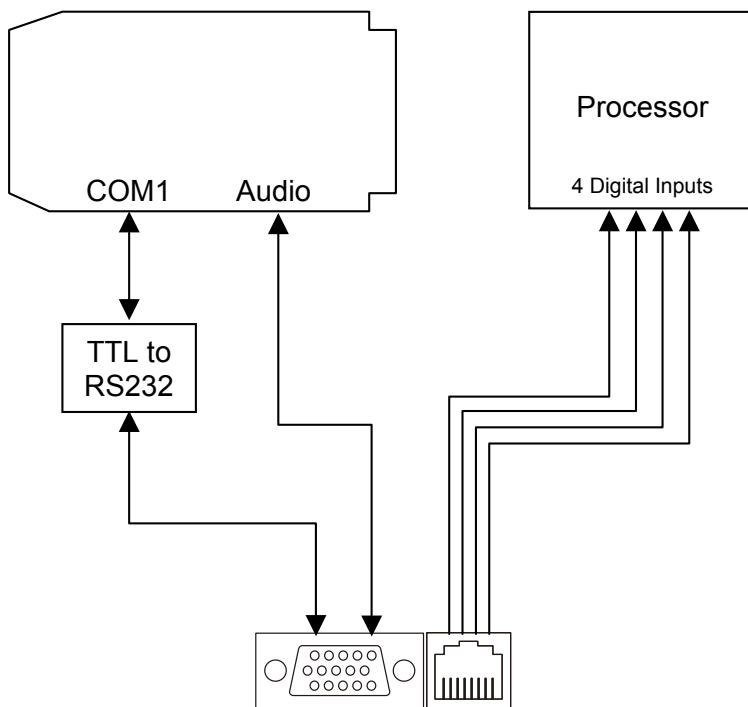 Processor
COM1
Audio
4 Digital Inputs
TTL to
RS232